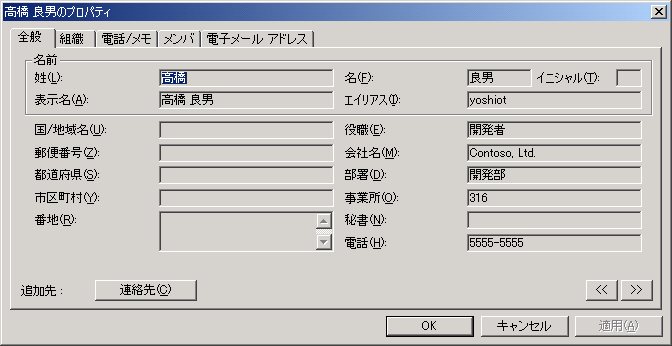 高橋 良男のプロパティ
全般 組織 電話/メモ メンバ 電子メール アドレス
名前
姓(L): 高橋 名(F): 良男 イニシャル(T):
表示名(A): 高橋 良男 エイリアス(I): yoshiot
国/地域名(U): 役職(E): 開発者
郵便番号(Z): 会社名(M): Contoso, Ltd.
都道府県(S): 部署(D): 開発部
市区町村(Y): 事業所(O): 316
番地(R): 秘書(N):
電話(H): 5555-5555
追加先 : 連絡先(C) << >>
OK キャンセル 適用(A)